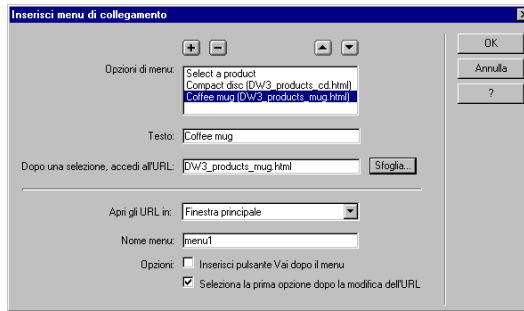 Inserisci menu di collegamento
OK
Opzioni di menu:
Select a product
Compact disc (DW3_products_cd.html)
Coffee mug (DW3_products_mug.html)
Annulla
?
Testo: Coffee mug
Dopo una selezione, accedi all'URL: DW3_products_mug.html Sfoglia...
Apri gli URL in: Finestra principale
Nome menu: menu1
Opzioni: Inserisci pulsante Vai dopo il menu
Seleziona la prima opzione dopo la modifica dell'URL